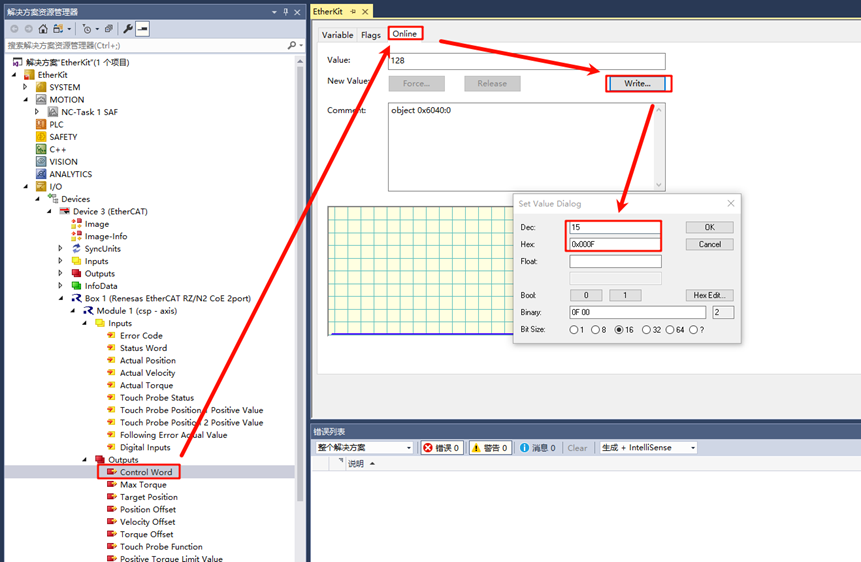 解决方案资源管理器
搜索解决方案资源管理器(Ctrl+;)
解决方案"EtherKit"(1 个项目)
EtherKit
SYSTEM
MOTION
NC-Task 1 SAF
PLC
SAFETY
C++
VISION
ANALYTICS
I/O
Devices
Device 3 (EtherCAT)
Image
Image-Info
SyncUnits
Inputs
Outputs
InfoData
Box 1 (Renesas EtherCAT RZ/N2 CoE 2port)
Module 1 (csp - axis)
Inputs
Error Code
Status Word
Actual Position
Actual Velocity
Actual Torque
Touch Probe Status
Touch Probe Position 1 Positive Value
Touch Probe Position 2 Positive Value
Following Error Actual Value
Digital Inputs
Outputs
Control Word
Max Torque
Target Position
Position Offset
Velocity Offset
Torque Offset
Touch Probe Function
Positive Torque Limit Value
EtherKit
Variable Flags Online
Value: 128
New Value: Force... Release Write...
Comment: object 0x6040:0
Set Value Dialog
Dec: 15 OK
Hex: 0x000F Cancel
Float:
Bool: 0 1 Hex Edit...
Binary: 0F 00 2
Bit Size: 1 8 16 32 64 ?
错误列表
整个解决方案 错误 0 警告 0 消息 0 Clear 生成 + IntelliSense
说明